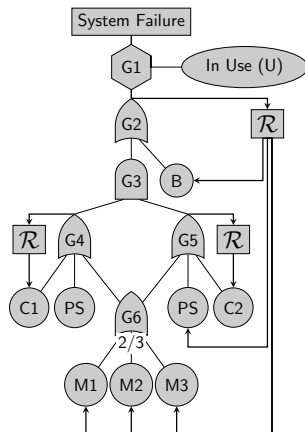 System Failure
G1
In Use (U)
G2
R
G3
B
R
G4
G5
R
C1
PS
G6
PS
C2
2/3
M1
M2
M3